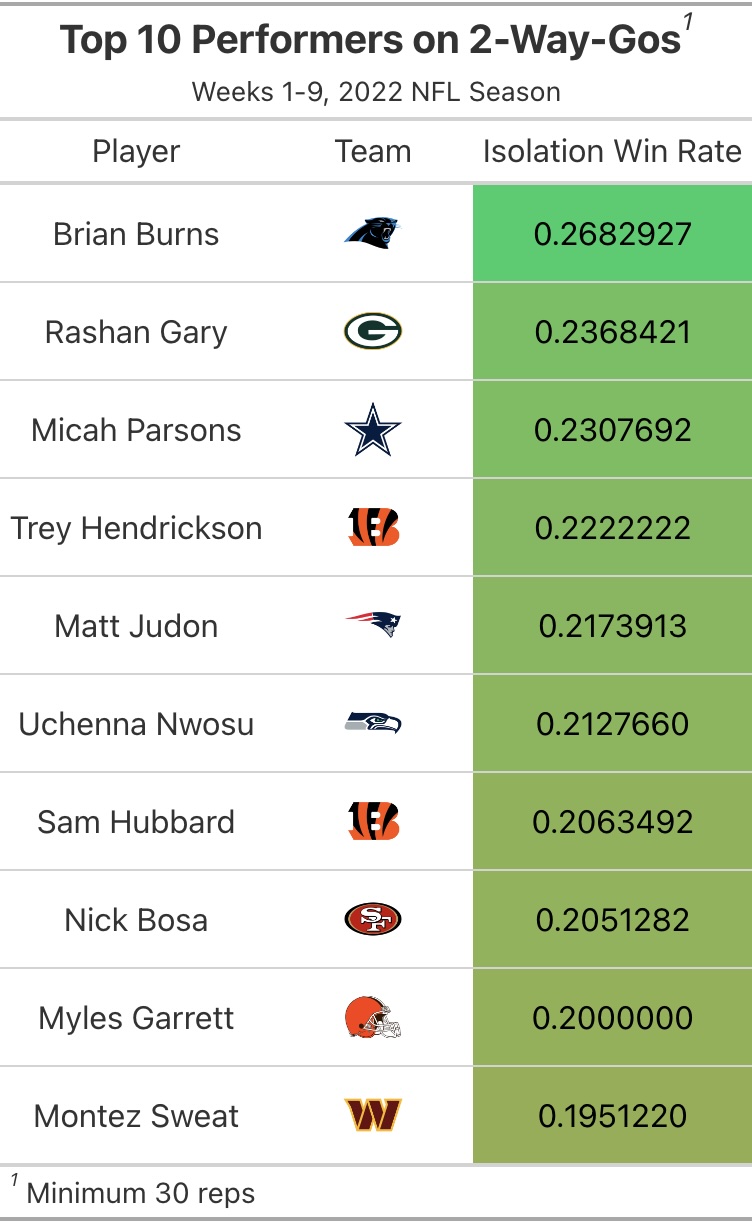 Top 10 Performers on 2-Way-Gos¹
Weeks 1-9, 2022 NFL Season
Player Team Isolation Win Rate
Brian Burns 0.2682927
Rashan Gary G 0.2368421
Micah Parsons 0.2307692
Trey Hendrickson B 0.2222222
Matt Judon 0.2173913
Uchenna Nwosu 0.2127660
Sam Hubbard B 0.2063492
Nick Bosa SF 0.2051282
Myles Garrett 0.2000000
Montez Sweat W 0.1951220
¹ Minimum 30 reps